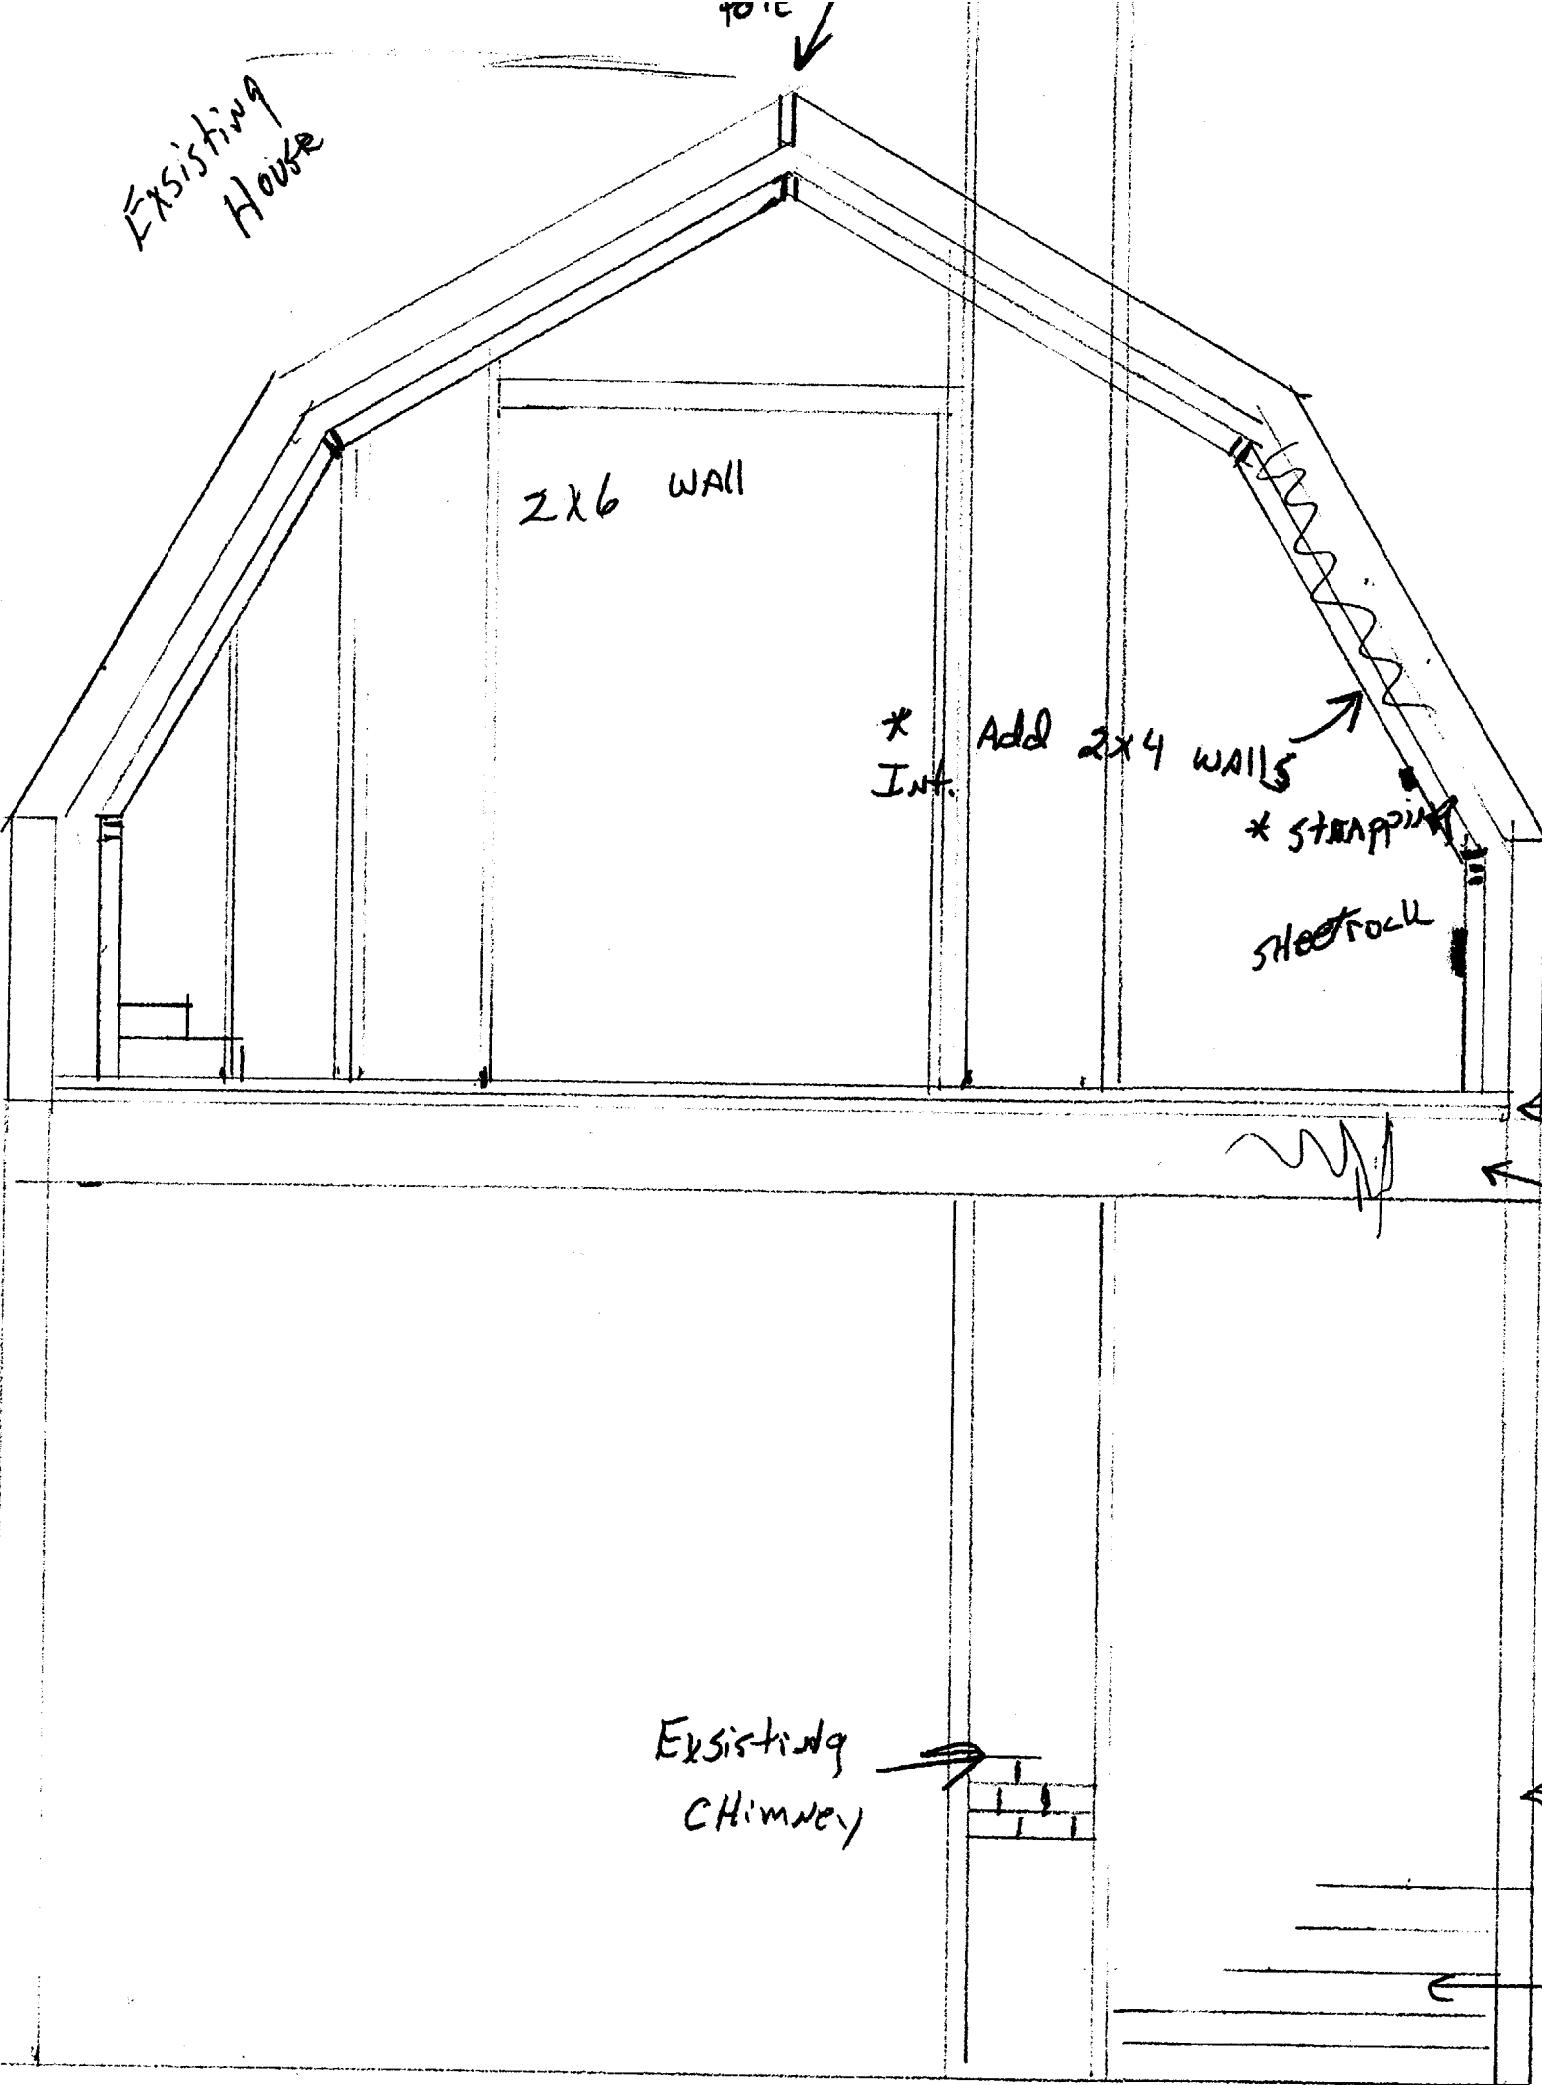 Exsisting
House
2x6 WAll
* Add 2x4 WAlls
Int.
* STrApping
SHeetrock
Exsisting
CHimney